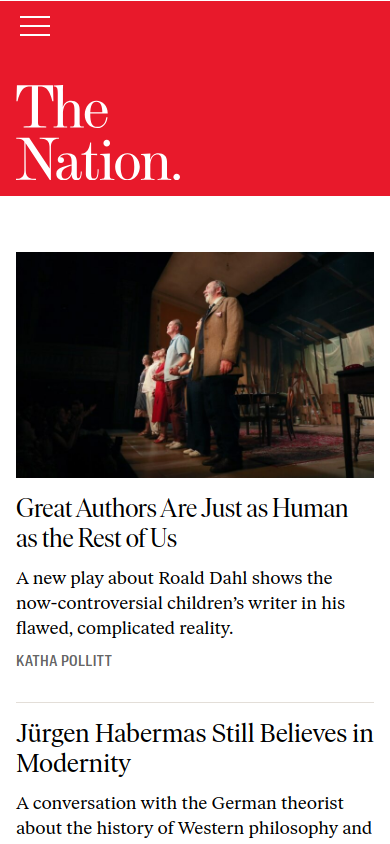 The
Nation.
Great Authors Are Just as Human
as the Rest of Us
A new play about Roald Dahl shows the
now-controversial children’s writer in his
flawed, complicated reality.
KATHA POLLITT
Jürgen Habermas Still Believes in
Modernity
A conversation with the German theorist
about the history of Western philosophy and